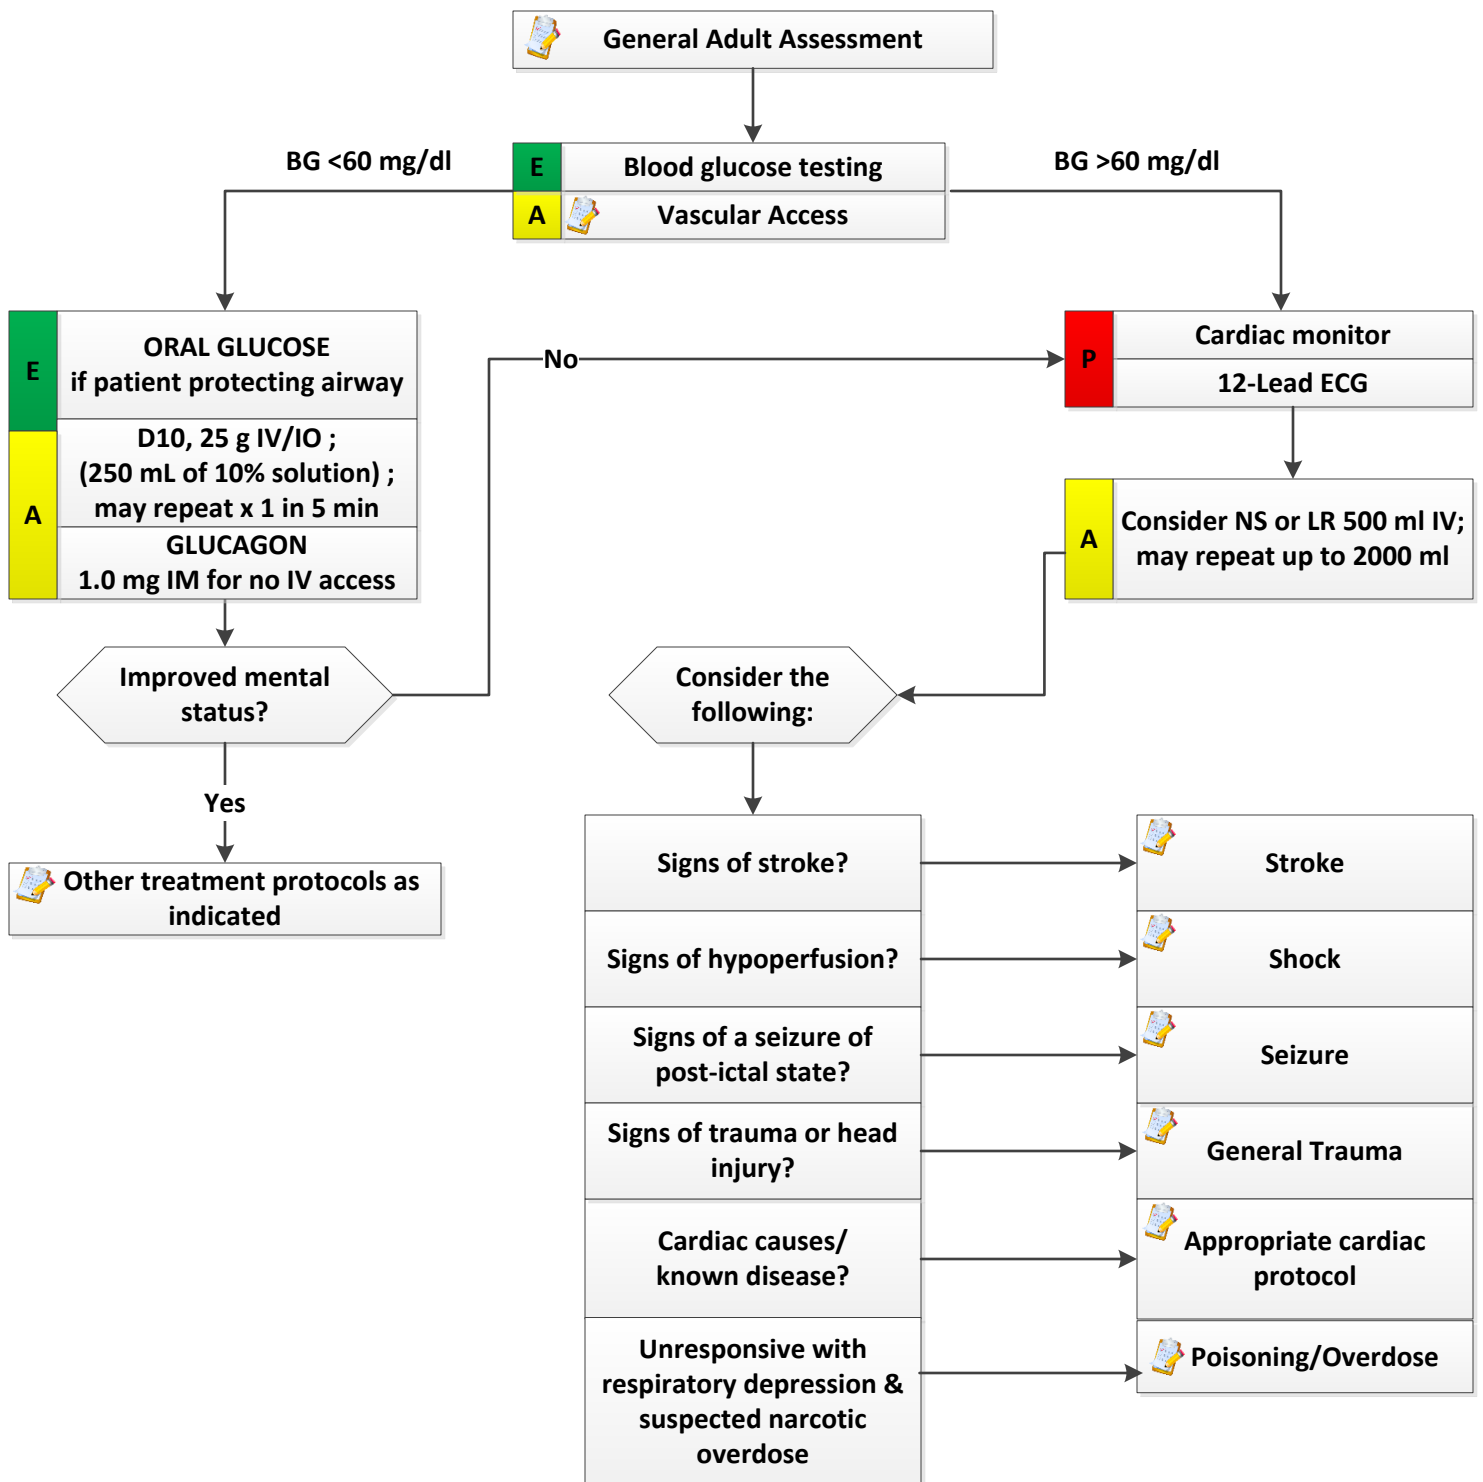 General Adult Assessment
BG <60 mg/dl
E
Blood glucose testing
BG >60 mg/dl
A
Vascular Access
E
ORAL GLUCOSE
if patient protecting airway
A
D10, 25 g IV/IO ;
(250 mL of 10% solution) ;
may repeat x 1 in 5 min
GLUCAGON
1.0 mg IM for no IV access
No
P
Cardiac monitor
12-Lead ECG
A
Consider NS or LR 500 ml IV;
may repeat up to 2000 ml
Improved mental
status?
Consider the
following:
Yes
Other treatment protocols as
indicated
Signs of stroke?
Stroke
Signs of hypoperfusion?
Shock
Signs of a seizure of
post-ictal state?
Seizure
Signs of trauma or head
injury?
General Trauma
Cardiac causes/
known disease?
Appropriate cardiac
protocol
Unresponsive with
respiratory depression &
suspected narcotic
overdose
Poisoning/Overdose